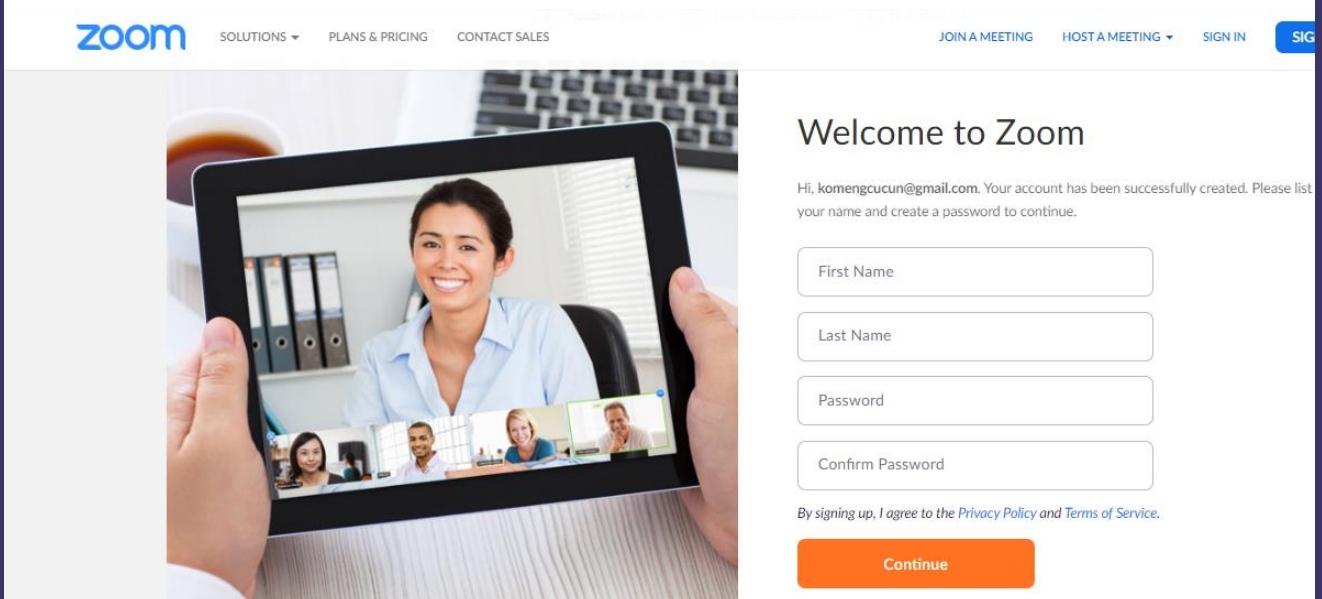 zoom SOLUTIONS PLANS & PRICING CONTACT SALES JOIN A MEETING HOST A MEETING SIGN IN SIG
Welcome to Zoom
Hi, komengcucun@gmail.com. Your account has been successfully created. Please list
your name and create a password to continue.
First Name
Last Name
Password
Confirm Password
By signing up, I agree to the Privacy Policy and Terms of Service.
Continue